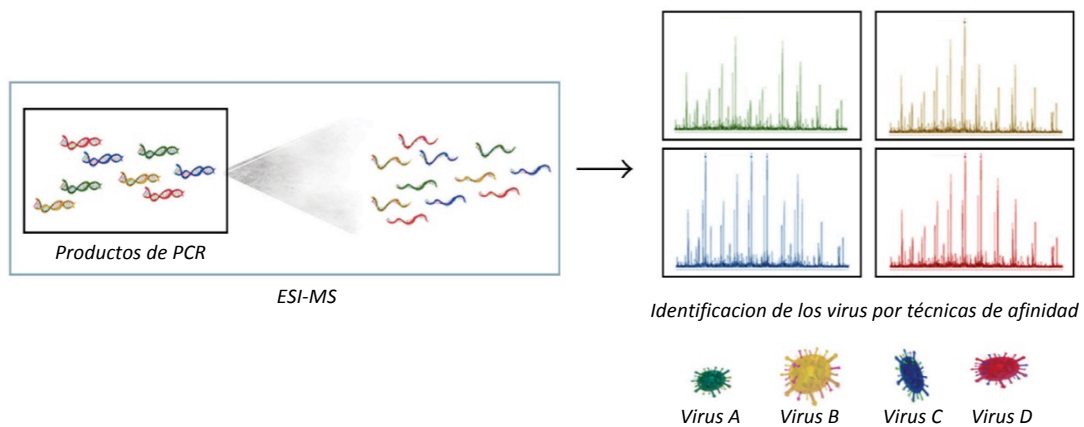 Productos de PCR
ESI-MS
Identificacion de los virus por técnicas de afinidad
Virus A
Virus B
Virus C
Virus D